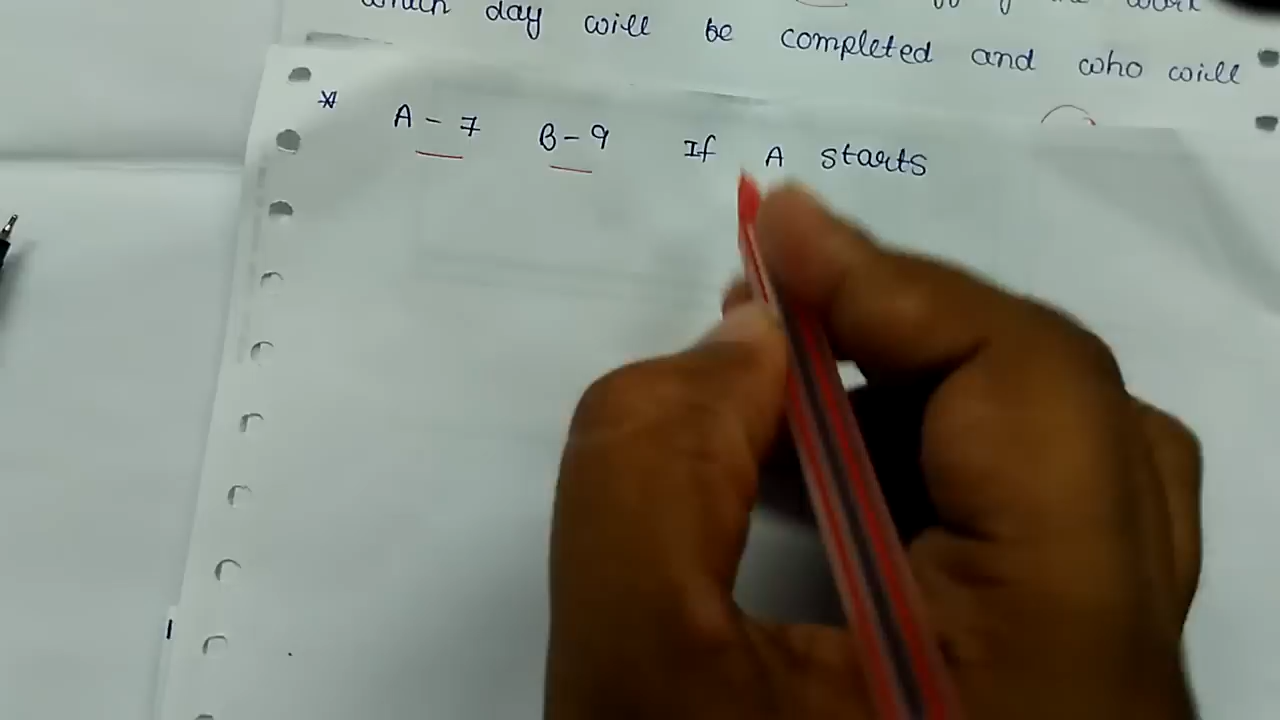 which day will be completed and who will
A - 7 B - 9 If A starts